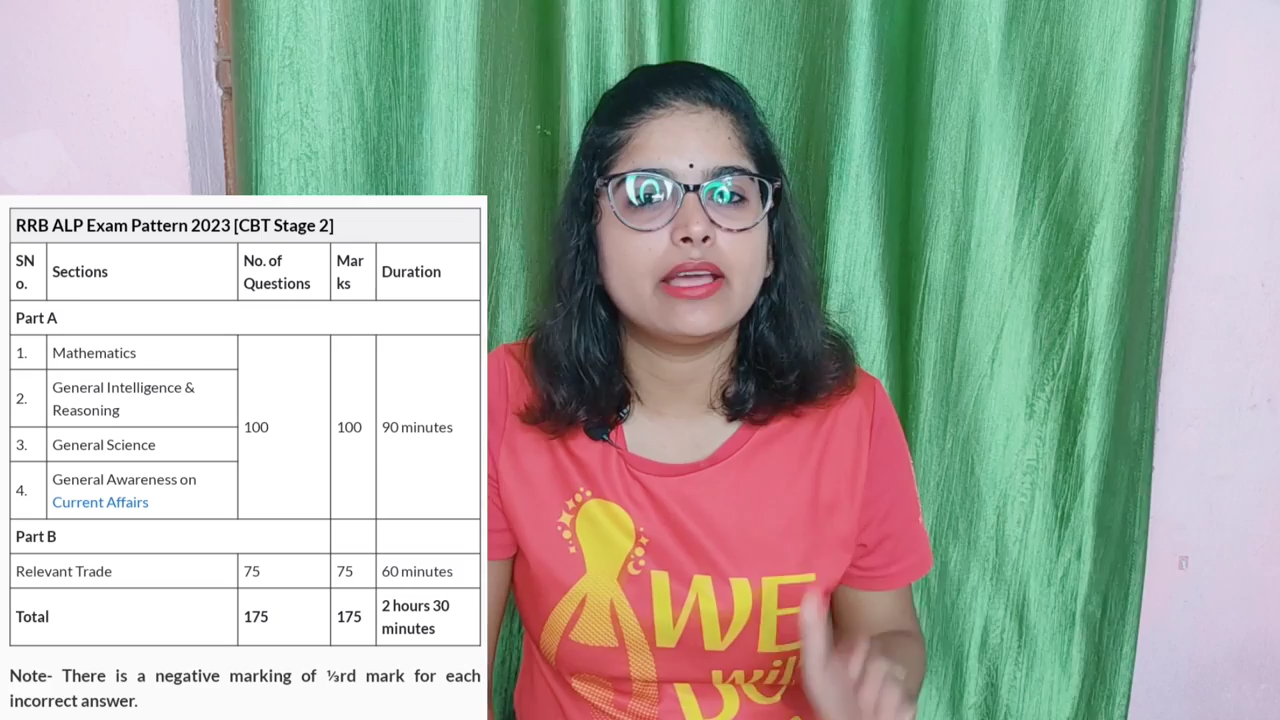 RRB ALP Exam Pattern 2023 [CBT Stage 2]
SN
o.
Sections
No. of
Questions
Mar
ks
Duration
Part A
1.
Mathematics
2.
General Intelligence &
Reasoning
3.
General Science
4.
General Awareness on
Current Affairs
100
100
90 minutes
Part B
Relevant Trade
75
75
60 minutes
Total
175
175
2 hours 30
minutes
Note- There is a negative marking of ⅓rd mark for each
incorrect answer.
WE
will